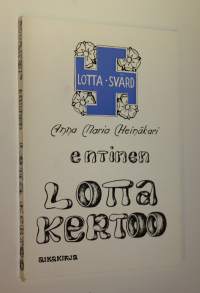 LOTTA-SVÄRD
Anna Maria Heinäkari
entinen
LOTTA
KERTOO
AIKAKIRJA